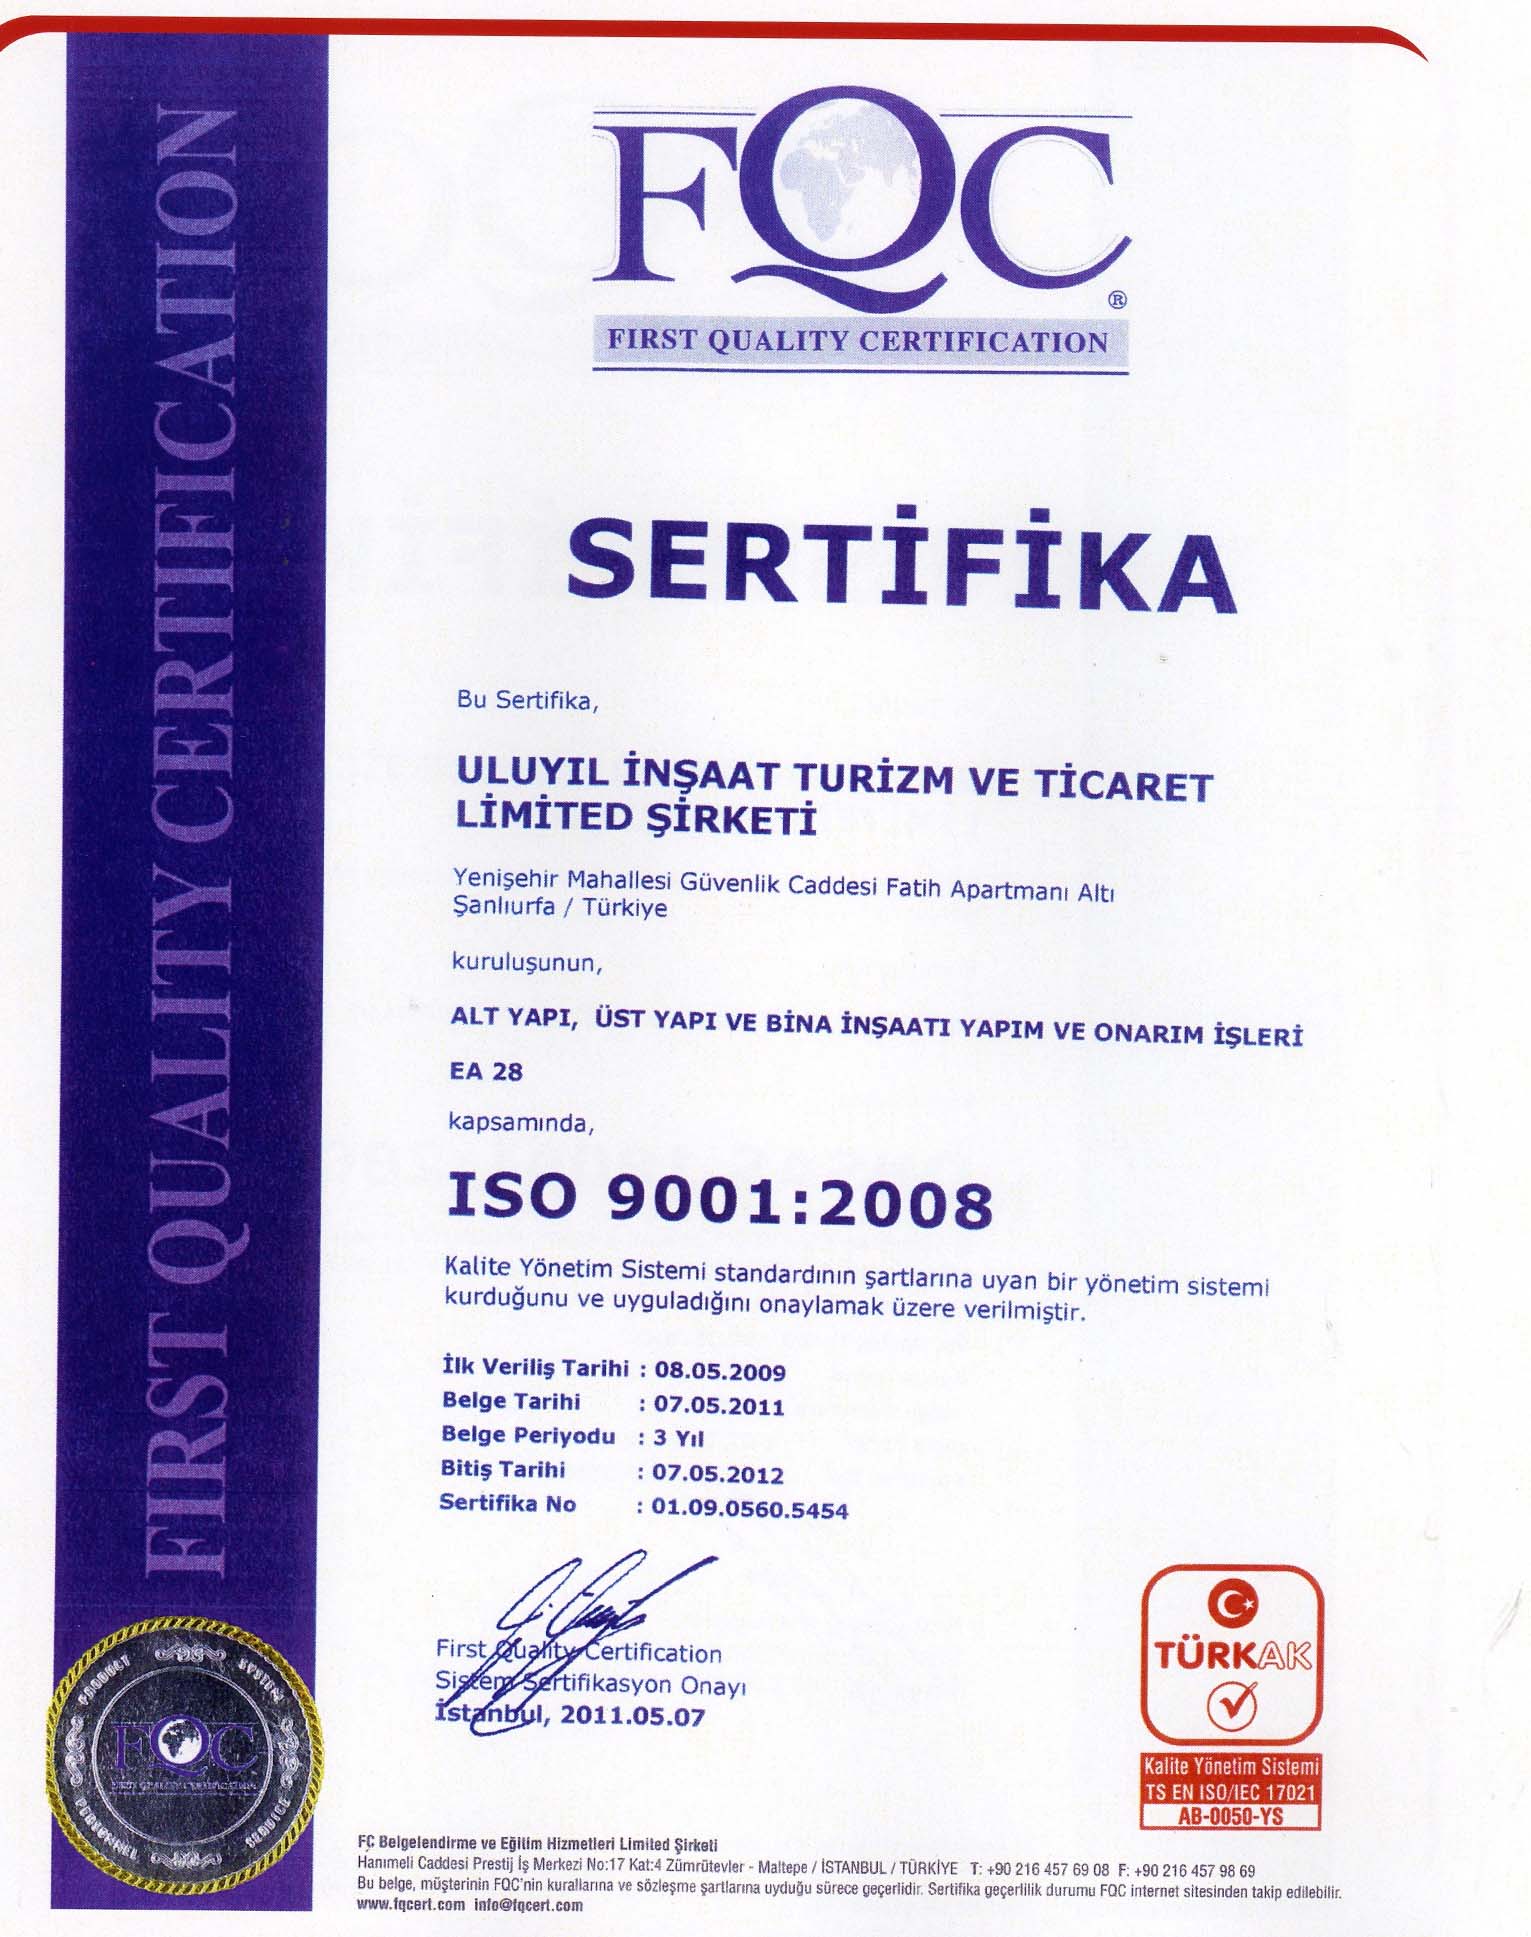 FIRST QUALITY CERTIFICATION
FQC
®
FIRST QUALITY CERTIFICATION
SERTİFİKA
Bu Sertifika,
ULUYIL İNŞAAT TURİZM VE TİCARET
LİMİTED ŞİRKETİ
Yenişehir Mahallesi Güvenlik Caddesi Fatih Apartmanı Altı
Şanlıurfa / Türkiye
kuruluşunun,
ALT YAPI, ÜST YAPI VE BİNA İNŞAATI YAPIM VE ONARIM İŞLERİ
EA 28
kapsamında,
ISO 9001:2008
Kalite Yönetim Sistemi standardının şartlarına uyan bir yönetim sistemi
kurduğunu ve uyguladığını onaylamak üzere verilmiştir.
İlk Veriliş Tarihi : 08.05.2009
Belge Tarihi : 07.05.2011
Belge Periyodu : 3 Yıl
Bitiş Tarihi : 07.05.2012
Sertifika No : 01.09.0560.5454
First Quality Certification
Sistem Sertifikasyon Onayı
İstanbul, 2011.05.07
TÜRKAK
Kalite Yönetim Sistemi
TS EN ISO/IEC 17021
AB-0050-YS
PRODUCT SYSTEM
FQC
FIRST QUALITY CERTIFICATION
PERSONNEL SERVICE
FC Belgelendirme ve Eğitim Hizmetleri Limited Şirketi
Hanımeli Caddesi Prestij İş Merkezi No:17 Kat:4 Zümrütevler - Maltepe / İSTANBUL / TÜRKİYE T: +90 216 457 69 08 F: +90 216 457 98 69
Bu belge, müşterinin FQC'nin kurallarına ve sözleşme şartlarına uyduğu sürece geçerlidir. Sertifika geçerlilik durumu FQC internet sitesinden takip edilebilir.
www.fqcert.com info@fqcert.com